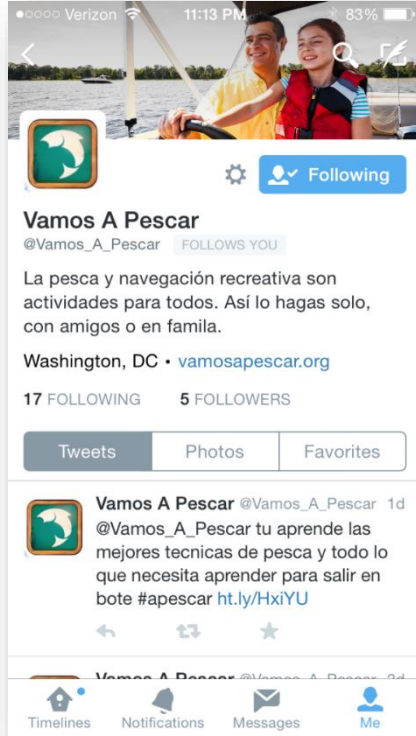 Verizon 11:13 PM 83%
Following
Vamos A Pescar
@Vamos_A_Pescar FOLLOWS YOU
La pesca y navegación recreativa son
actividades para todos. Así lo hagas solo,
con amigos o en famila.
Washington, DC • vamosapescar.org
17 FOLLOWING 5 FOLLOWERS
Tweets Photos Favorites
Vamos A Pescar @Vamos_A_Pescar 1d
@Vamos_A_Pescar tu aprende las
mejores tecnicas de pesca y todo lo
que necesita aprender para salir en
bote #apescar ht.ly/HxiYU
Vamos A Pescar @Vamos_A_Pescar
Timelines Notifications Messages Me